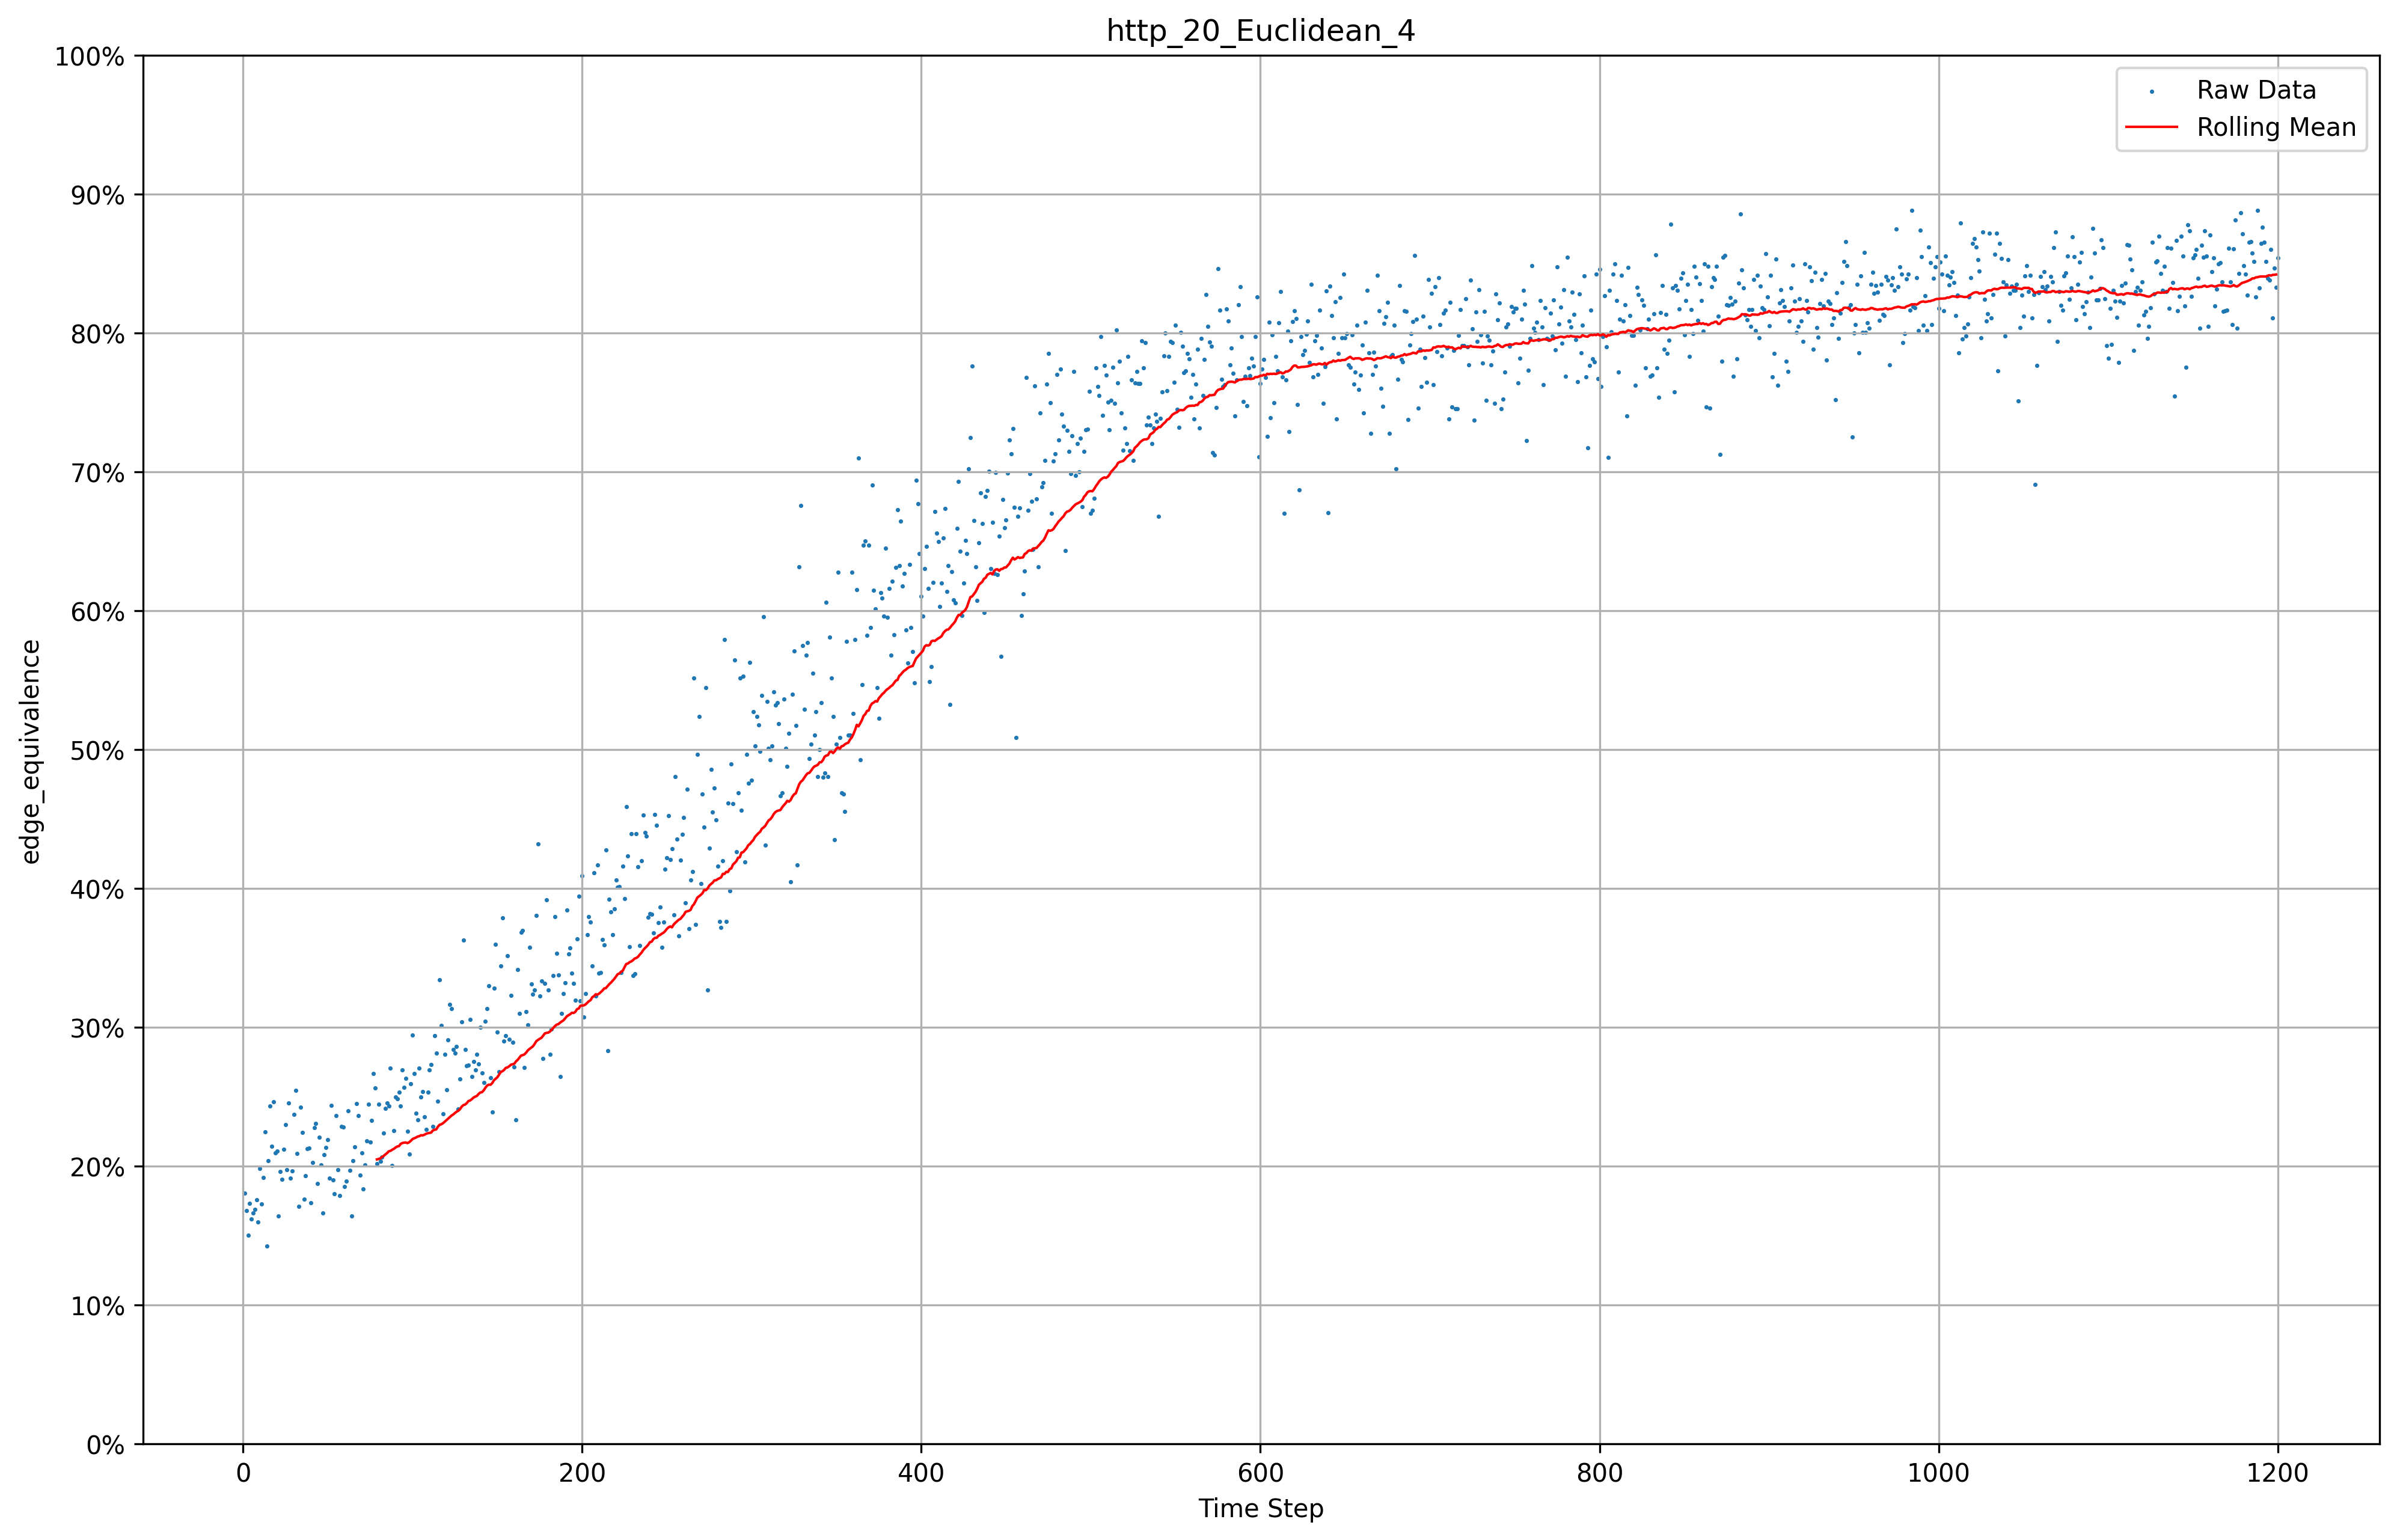 http_20_Euclidean_4
Raw Data
Rolling Mean
100%
90%
80%
70%
60%
50%
40%
30%
20%
10%
0%
edge_equivalence
0 200 400 600 800 1000 1200
Time Step